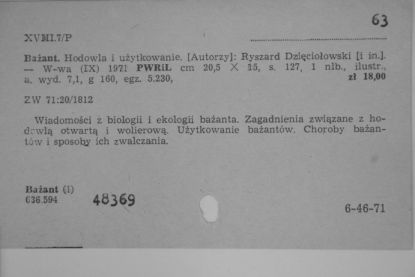 63
XVIII.7/P
Bażant. Hodowla i użytkowanie. [Autorzy]: Ryszard Dzięciołowski [i in.].
— W-wa (IX) 1971 PWRiL cm 20,5 X 15, s. 127, 1 nlb., ilustr.,
a. wyd. 7,1, g 160, egz. 5.230, zł 18,00
ZW 71:20/1812
Wiadomości z biologii i ekologii bażanta. Zagadnienia związane z ho-
dowlą otwartą i wolierową. Użytkowanie bażantów. Choroby bażan-
tów i sposoby ich zwalczania.
Bażant (i)
636.594
48369
6-46-71